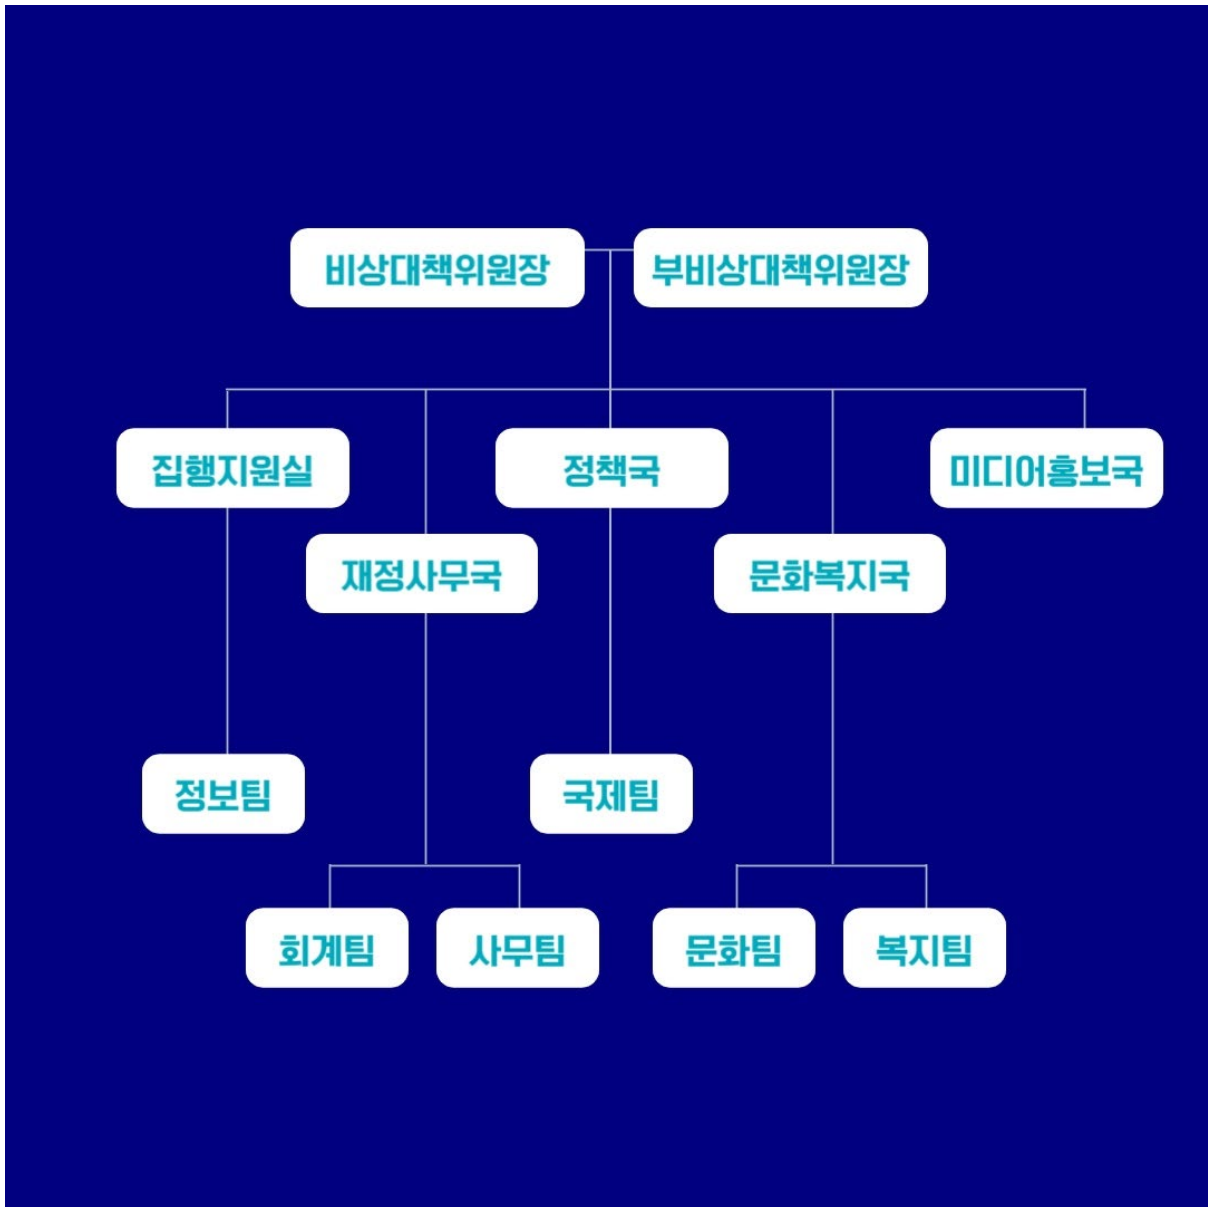 비상대책위원장
부비상대책위원장
집행지원실
정책국
미디어홍보국
재정사무국
문화복지국
정보팀
국제팀
회계팀
사무팀
문화팀
복지팀